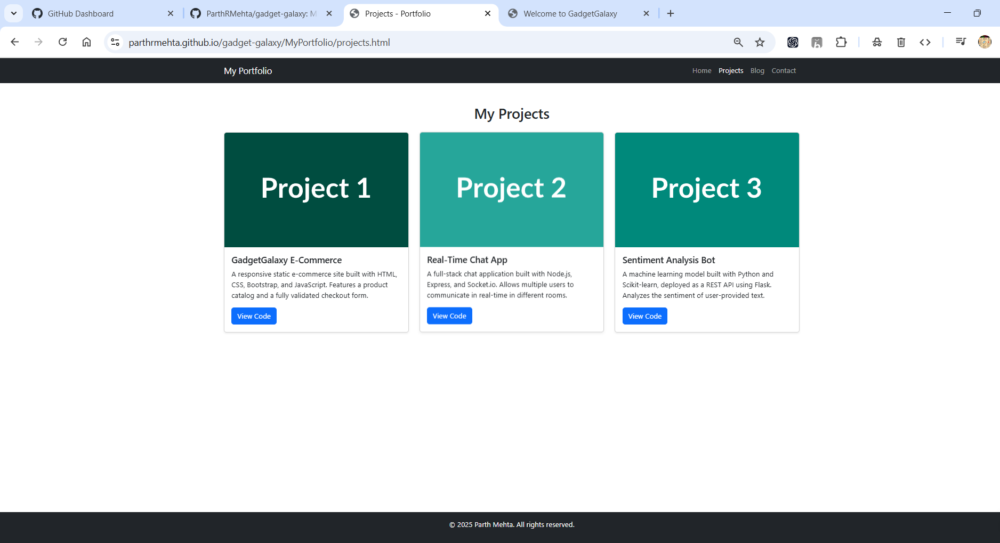 GitHub Dashboard
ParthRMehta/gadget-galaxy: M
Projects - Portfolio
Welcome to GadgetGalaxy
parthrmehta.github.io/gadget-galaxy/MyPortfolio/projects.html
My Portfolio
Home Projects Blog Contact
My Projects
Project 1
GadgetGalaxy E-Commerce
A responsive static e-commerce site built with HTML,
CSS, Bootstrap, and JavaScript. Features a product
catalog and a fully validated checkout form.
View Code
Project 2
Real-Time Chat App
A full-stack chat application built with Node.js,
Express, and Socket.io. Allows multiple users to
communicate in real-time in different rooms.
View Code
Project 3
Sentiment Analysis Bot
A machine learning model built with Python and
Scikit-learn, deployed as a REST API using Flask.
Analyzes the sentiment of user-provided text.
View Code
© 2025 Parth Mehta. All rights reserved.